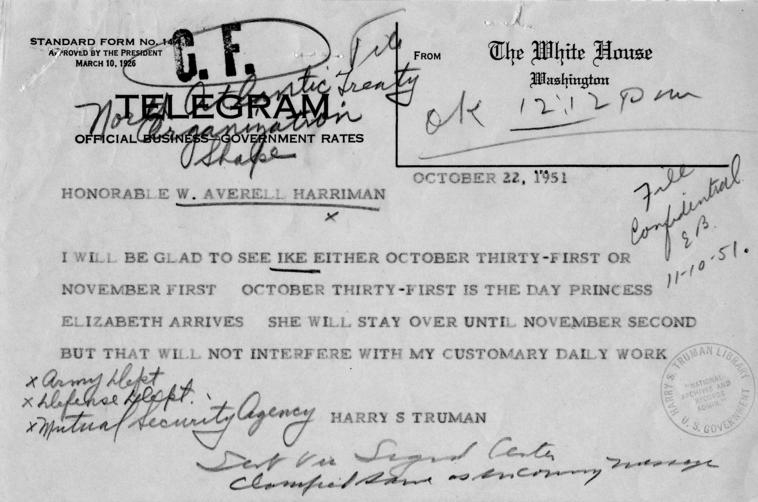 STANDARD FORM No. 14
APPROVED BY THE PRESIDENT
MARCH 10, 1926
C. F.
File
North Atlantic Treaty
Organization
Shape
TELEGRAM
OFFICIAL BUSINESS—GOVERNMENT RATES
FROM
The White House
Washington
OK 12:12 pm
OCTOBER 22, 1951
HONORABLE W. AVERELL HARRIMAN
x
File
Confidential
E.B.
11-10-51.
I WILL BE GLAD TO SEE IKE EITHER OCTOBER THIRTY-FIRST OR
NOVEMBER FIRST OCTOBER THIRTY-FIRST IS THE DAY PRINCESS
ELIZABETH ARRIVES SHE WILL STAY OVER UNTIL NOVEMBER SECOND
BUT THAT WILL NOT INTERFERE WITH MY CUSTOMARY DAILY WORK
x Army Dept
x Defense Dept.
x Mutual Security Agency
HARRY S TRUMAN
HARRY S. TRUMAN LIBRARY
"NATIONAL
ARCHIVES AND
RECORDS
ADMIN."
U. S. GOVERNMENT
Sent Via Signal Center
Classified same as incoming message